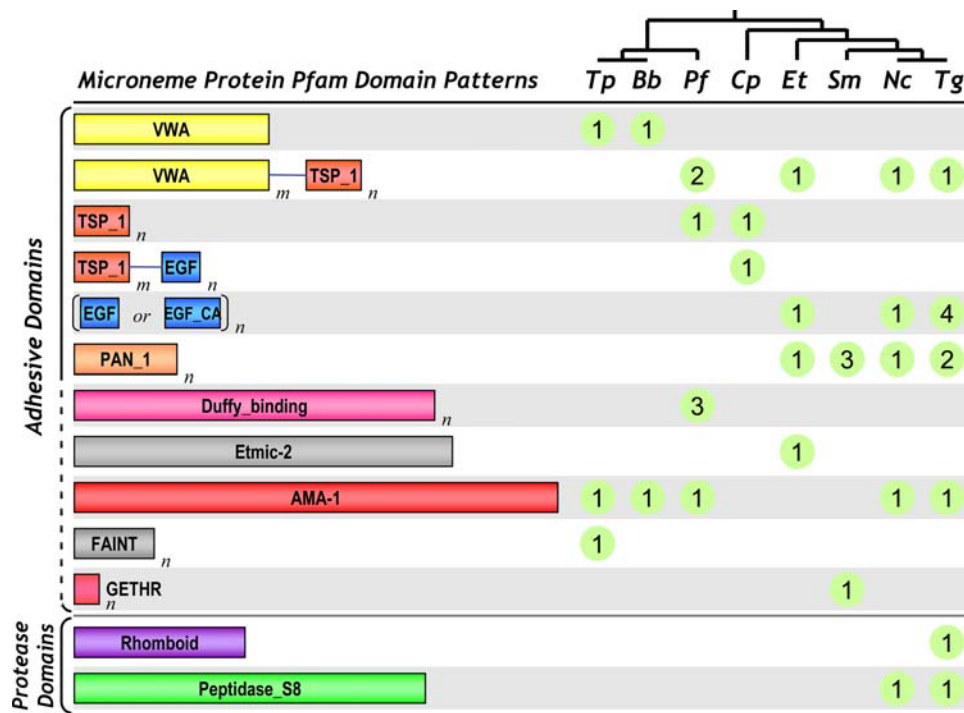 Microneme Protein Pfam Domain Patterns Tp Bb Pf Cp Et Sm Nc Tg
Adhesive Domains
VWA 1 1
VWA m TSP_1 n 2 1 1 1
TSP_1 n 1 1
TSP_1 m EGF n 1
(EGF or EGF_CA) n 1 1 4
PAN_1 n 1 3 1 2
Duffy_binding n 3
Etmic-2 1
AMA-1 1 1 1 1 1
FAINT n 1
GETHR n 1
Protease
Domains
Rhomboid 1
Peptidase_S8 1 1